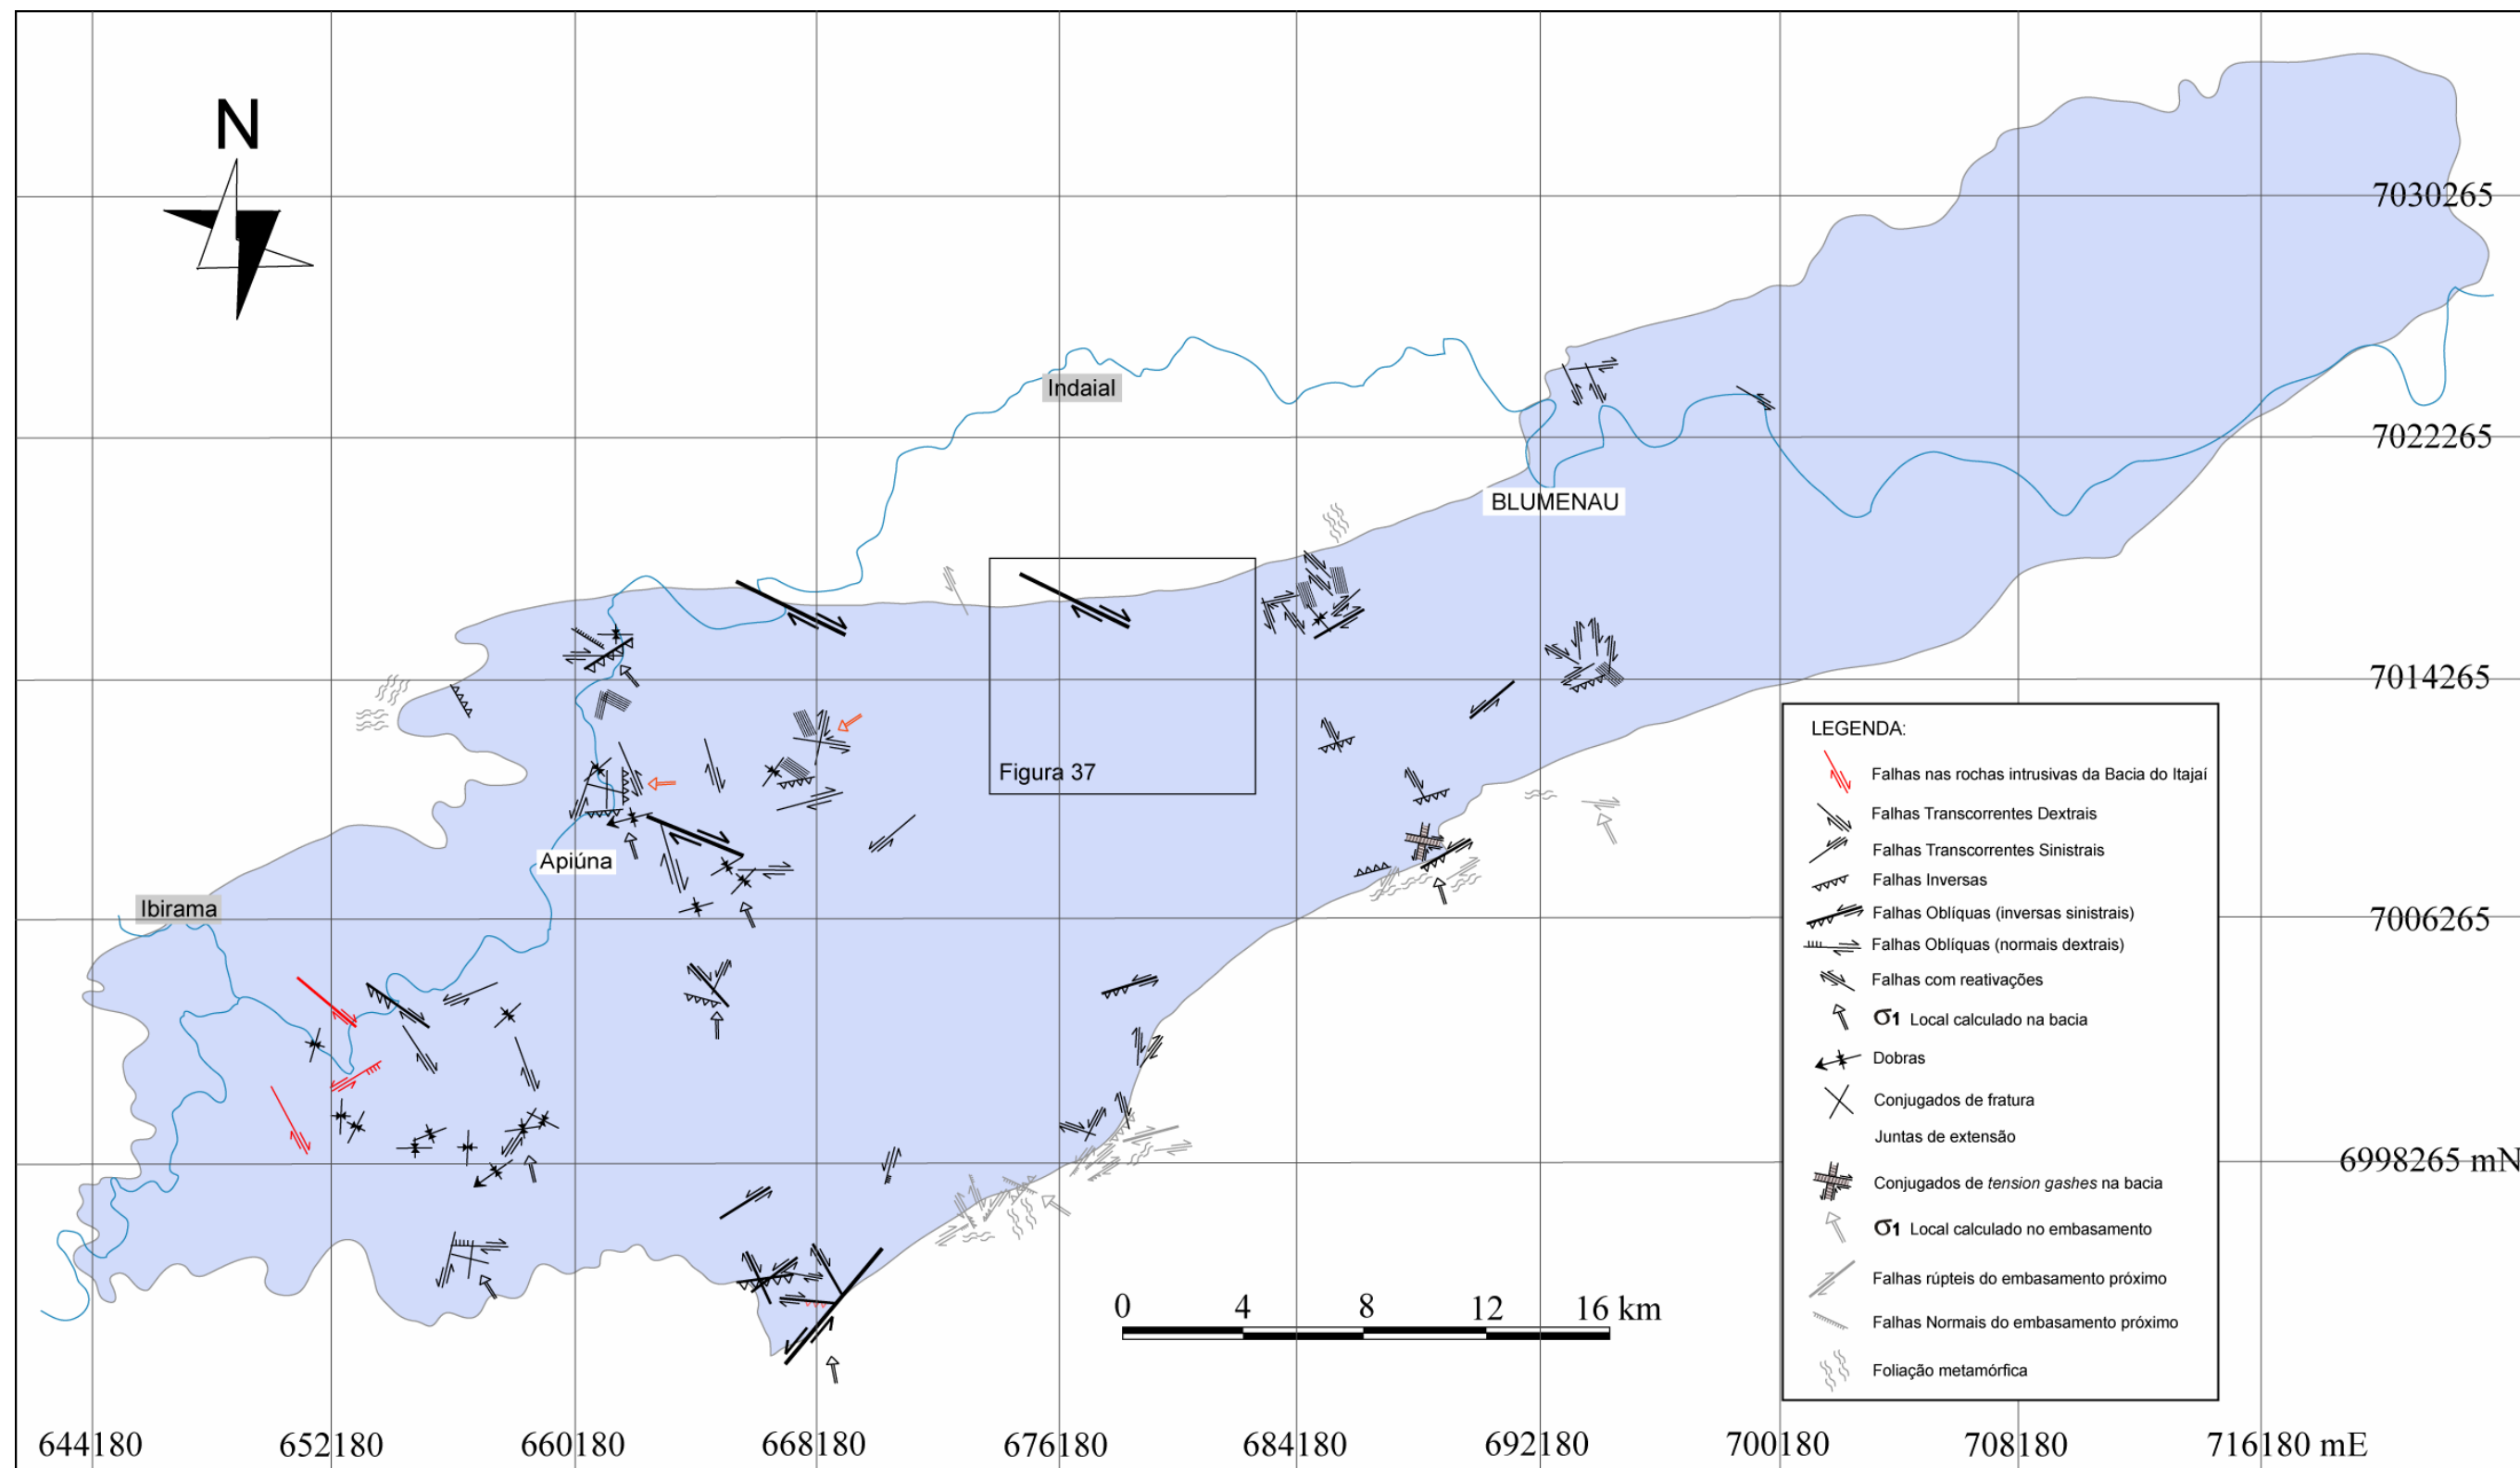 N
7030265
Indaial
7022265
BLUMENAU
7014265
Figura 37
Apiúna
Ibirama
7006265
6998265 mN
LEGENDA:
Falhas nas rochas intrusivas da Bacia do Itajaí
Falhas Transcorrentes Dextrais
Falhas Transcorrentes Sinistrais
Falhas Inversas
Falhas Oblíquas (inversas sinistrais)
Falhas Oblíquas (normais dextrais)
Falhas com reativações
σ1 Local calculado na bacia
Dobras
Conjugados de fratura
Juntas de extensão
Conjugados de tension gashes na bacia
σ1 Local calculado no embasamento
Falhas rúpteis do embasamento próximo
Falhas Normais do embasamento próximo
Foliação metamórfica
0 4 8 12 16 km
644180 652180 660180 668180 676180 684180 692180 700180 708180 716180 mE